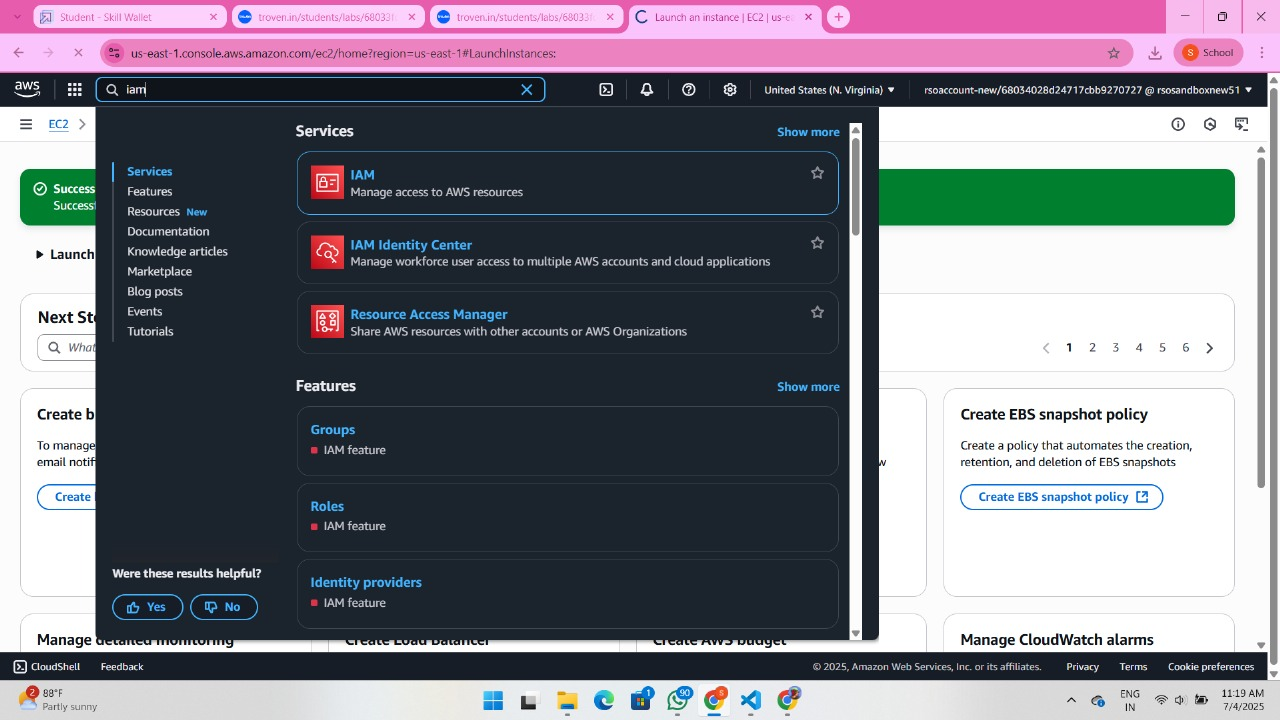 Student - Skill Wallet
troven.in/students/labs/68033f
troven.in/students/labs/68033f
Launch an instance | EC2 | us-ea
us-east-1.console.aws.amazon.com/ec2/home?region=us-east-1#LaunchInstances:
S School
aws
iam
United States (N. Virginia)
rsoaccount-new/68034028d24717cbb9270727 @ rsosandboxnew51
EC2
Services
Show more
Services
Features
Resources New
Documentation
Knowledge articles
Marketplace
Blog posts
Events
Tutorials
IAM
Manage access to AWS resources
IAM Identity Center
Manage workforce user access to multiple AWS accounts and cloud applications
Resource Access Manager
Share AWS resources with other accounts or AWS Organizations
Features
Show more
Groups
IAM feature
Roles
IAM feature
Identity providers
IAM feature
Were these results helpful?
Yes
No
Success
Success
Launch
Next Ste
What
1 2 3 4 5 6
Create b
To manage
email notifi
Create
Create EBS snapshot policy
Create a policy that automates the creation,
retention, and deletion of EBS snapshots
Create EBS snapshot policy
Manage detailed monitoring
Create Load Balancer
Create AWS budget
Manage CloudWatch alarms
CloudShell
Feedback
© 2025, Amazon Web Services, Inc. or its affiliates.
Privacy
Terms
Cookie preferences
2
88°F
Partly sunny
1
90
S
ENG
IN
11:19 AM
7/4/2025